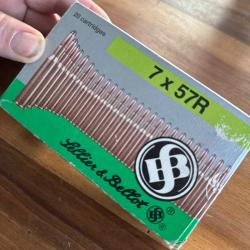 20 cartridges
7 x 57R
Sellier & Bellot